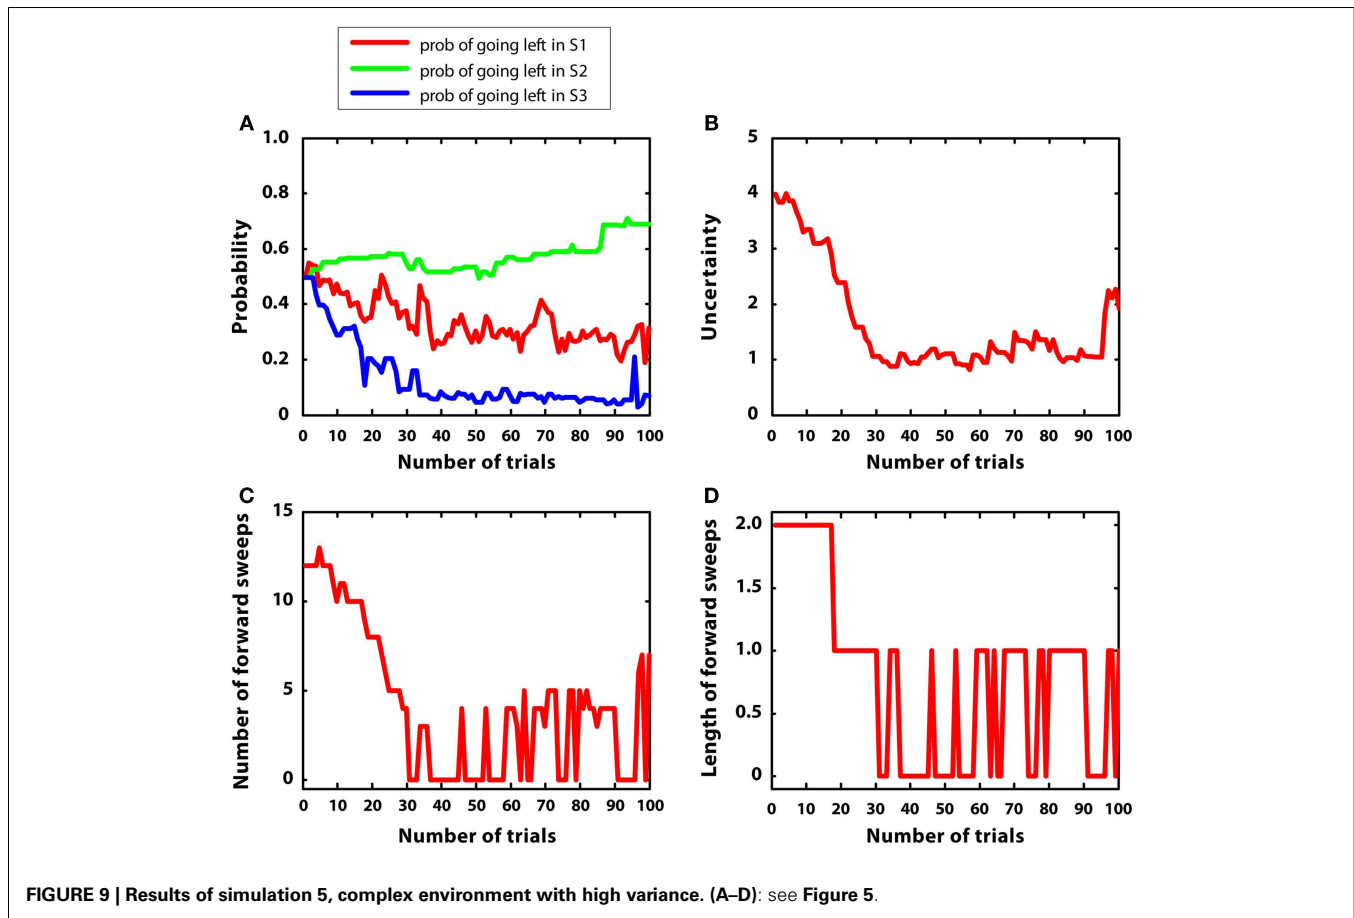 prob of going left in S1
prob of going left in S2
prob of going left in S3
A
1.0
0.8
0.6
0.4
0.2
0
Probability
0 10 20 30 40 50 60 70 80 90 100
Number of trials
B
5
4
3
2
1
0
Uncertainty
0 10 20 30 40 50 60 70 80 90 100
Number of trials
C
15
10
5
0
Number of forward sweeps
0 10 20 30 40 50 60 70 80 90 100
Number of trials
D
2.0
1.5
1.0
0.5
0
Length of forward sweeps
0 10 20 30 40 50 60 70 80 90 100
Number of trials
FIGURE 9 | Results of simulation 5, complex environment with high variance. (A–D): see Figure 5.